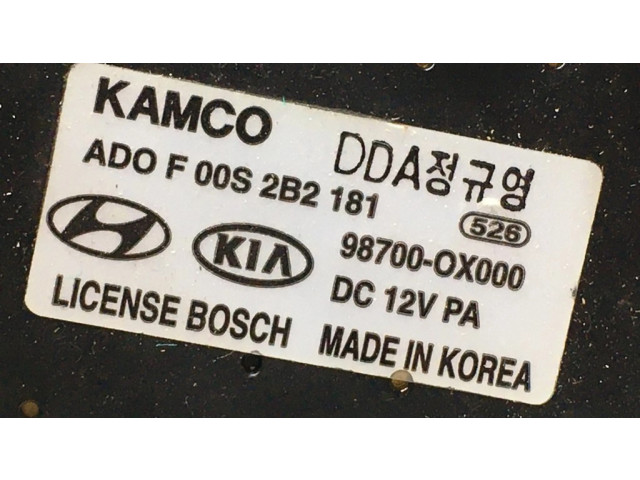 KAMCO
DDA정규영
ADO F 00S 2B2 181
526
KIA
98700-OX000
DC 12V PA
LICENSE BOSCH
MADE IN KOREA